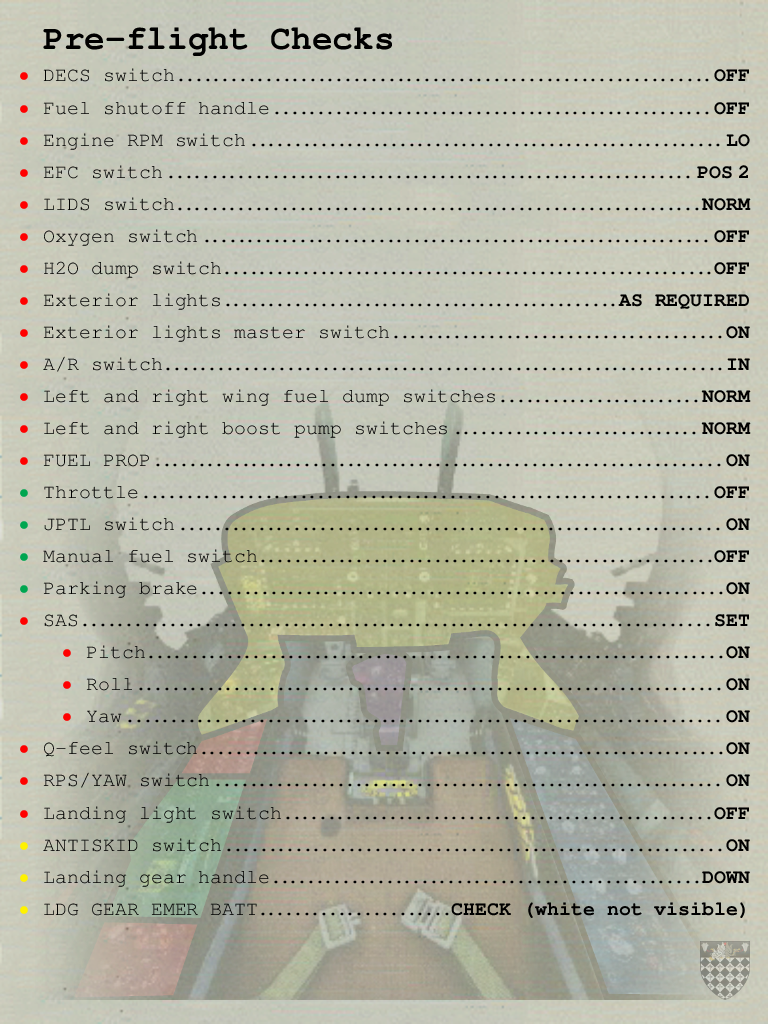 Pre-flight Checks
DECS switch....................OFF
Fuel shutoff handle....................OFF
Engine RPM switch....................LO
EFC switch....................POS 2
LIDS switch....................NORM
Oxygen switch....................OFF
H2O dump switch....................OFF
Exterior lights....................AS REQUIRED
Exterior lights master switch....................ON
A/R switch....................IN
Left and right wing fuel dump switches....................NORM
Left and right boost pump switches....................NORM
FUEL PROP....................ON
Throttle....................OFF
JPTL switch....................ON
Manual fuel switch....................OFF
Parking brake....................ON
SAS....................SET
Pitch....................ON
Roll....................ON
Yaw....................ON
Q-feel switch....................ON
RPS/YAW switch....................ON
Landing light switch....................OFF
ANTISKID switch....................ON
Landing gear handle....................DOWN
LDG GEAR EMER BATT....................CHECK (white not visible)